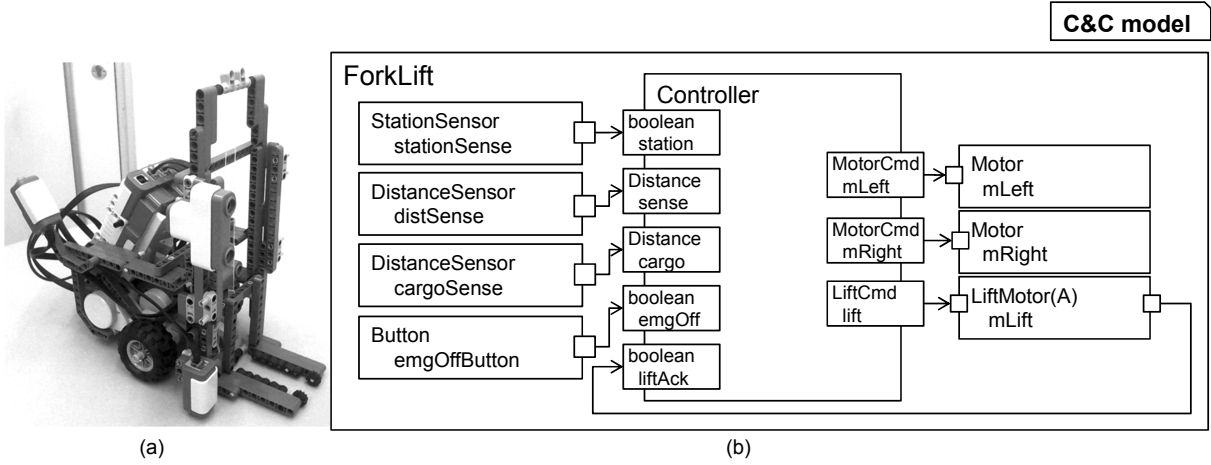 C&C model
ForkLift
Controller
StationSensor
stationSense
DistanceSensor
distSense
DistanceSensor
cargoSense
Button
emgOffButton
boolean
station
Distance
sense
Distance
cargo
boolean
emgOff
boolean
liftAck
MotorCmd
mLeft
MotorCmd
mRight
LiftCmd
lift
Motor
mLeft
Motor
mRight
LiftMotor(A)
mLift
(a)
(b)